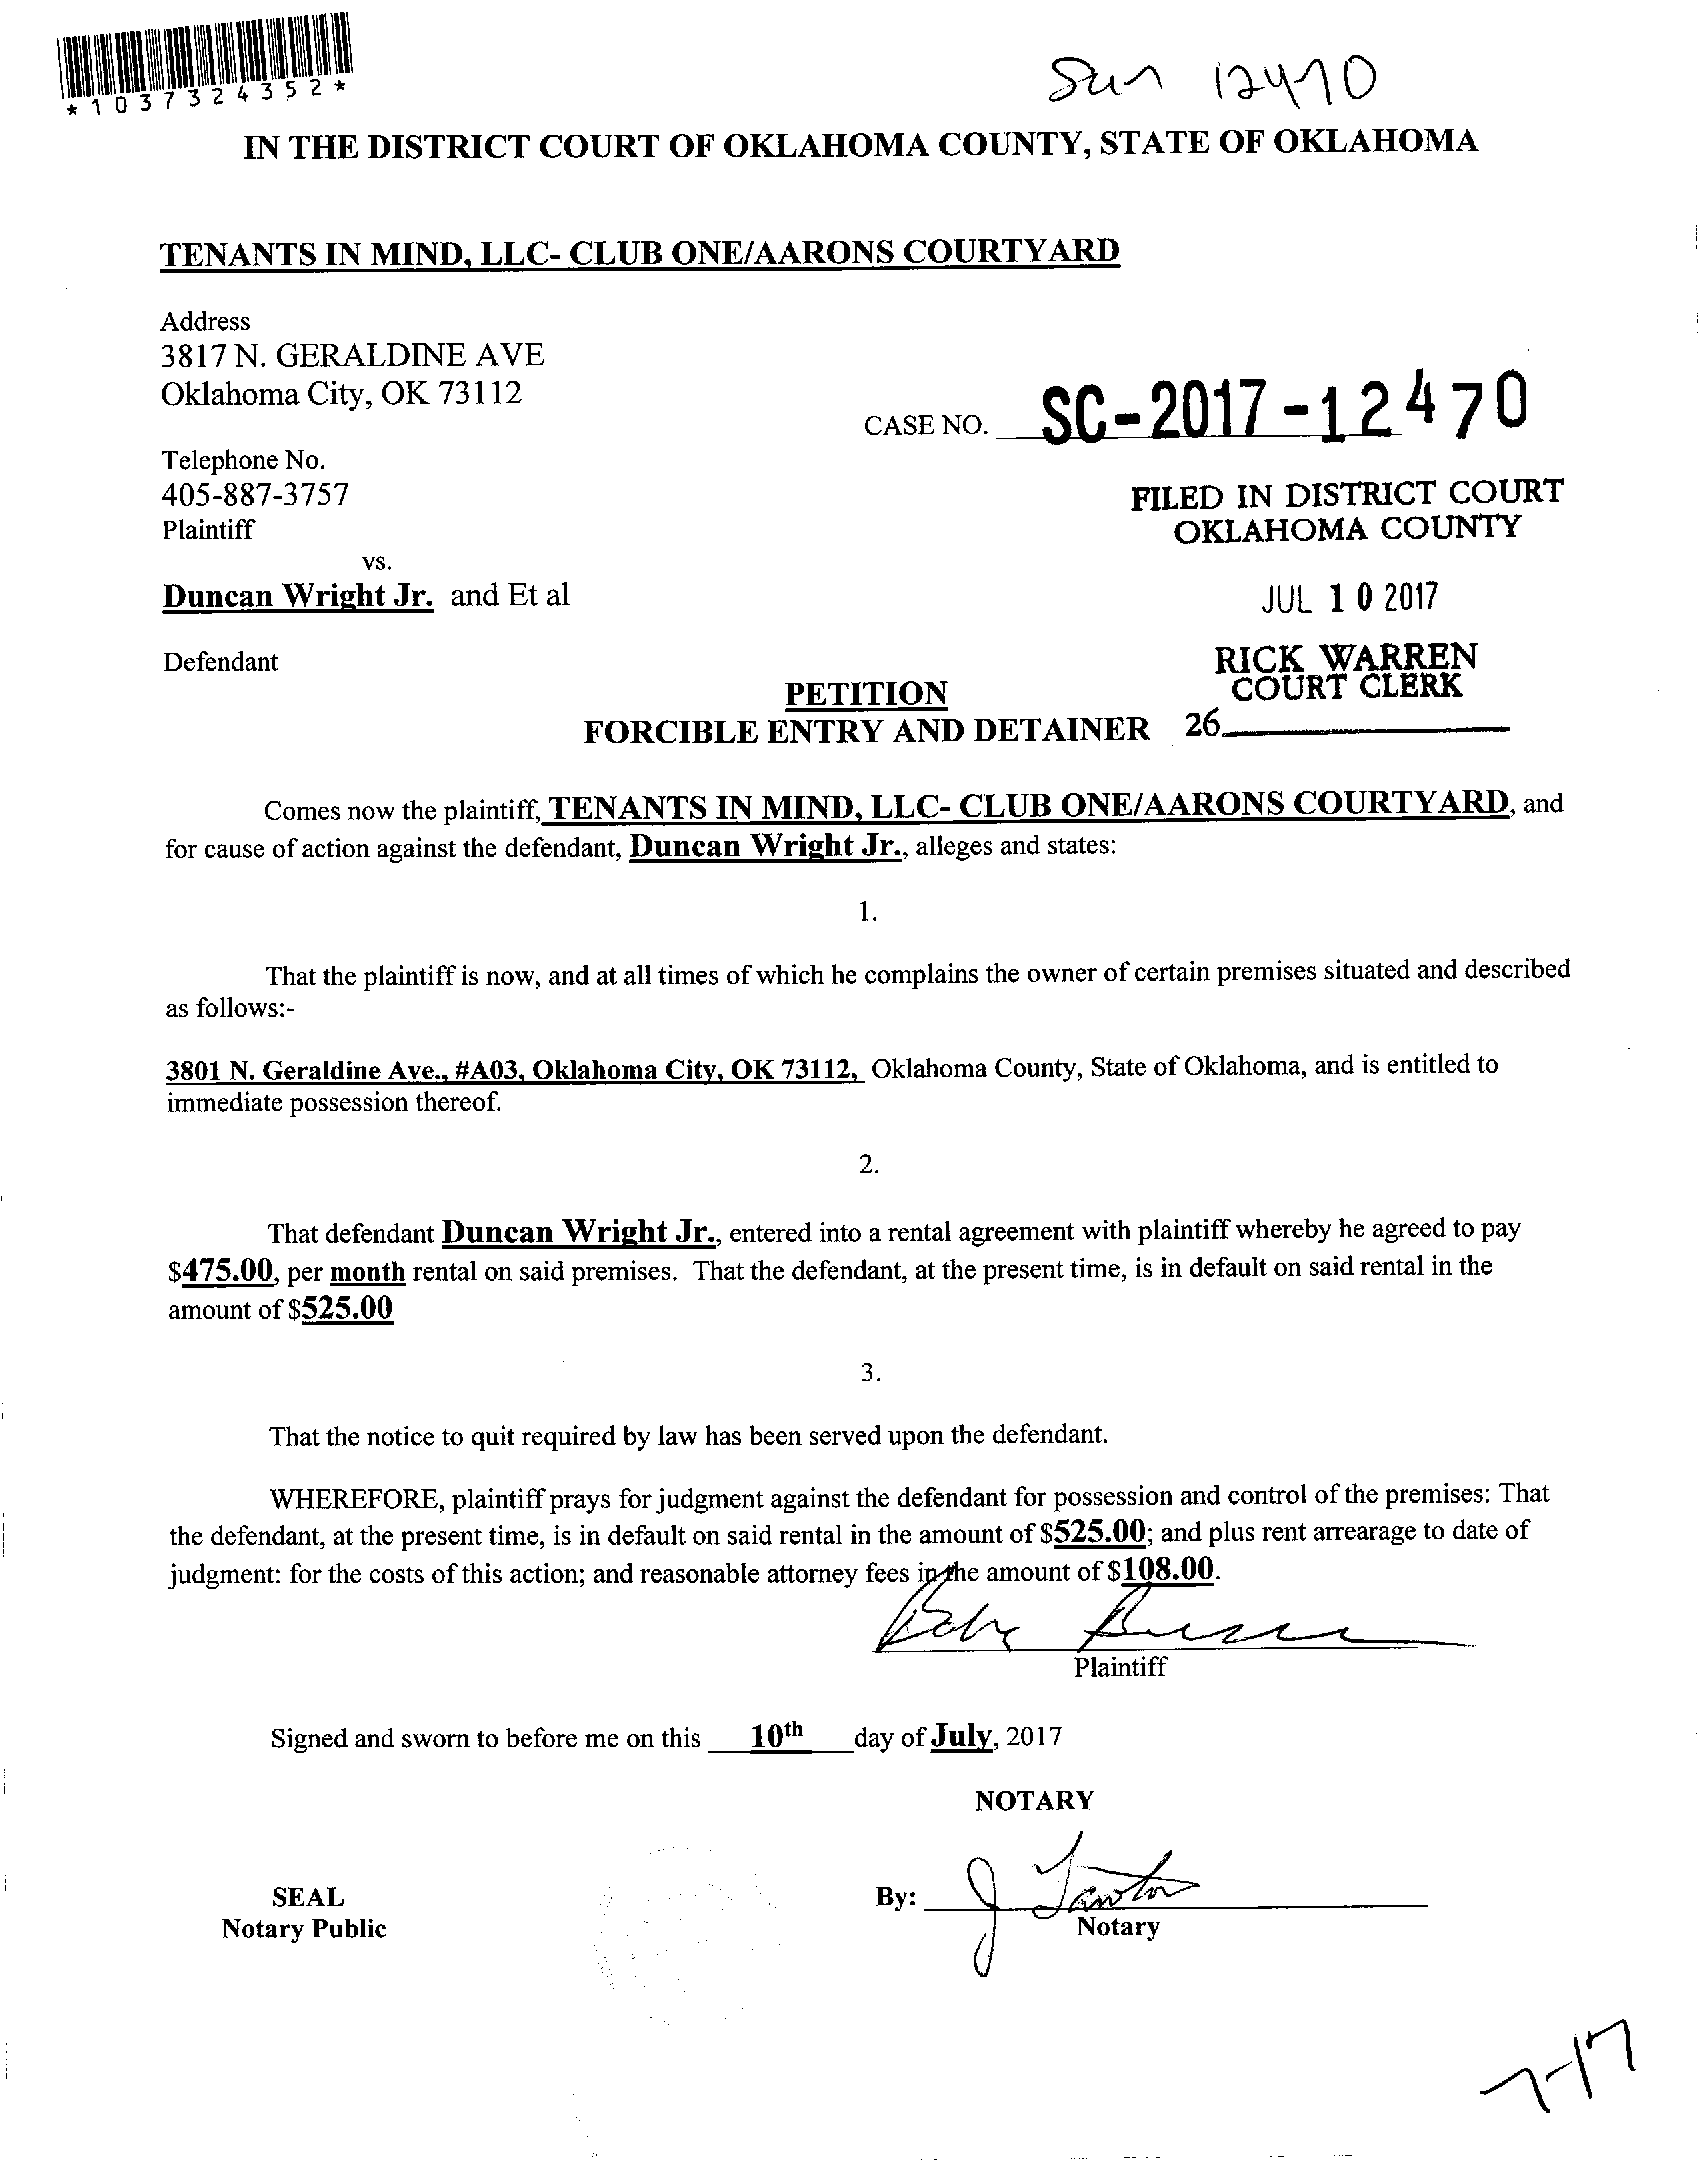 *1037324352*
Sun 12470
IN THE DISTRICT COURT OF OKLAHOMA COUNTY, STATE OF OKLAHOMA
TENANTS IN MIND, LLC- CLUB ONE/AARONS COURTYARD
Address
3817 N. GERALDINE AVE
Oklahoma City, OK 73112
CASE NO. SC-2017-12470
Telephone No.
405-887-3757
Plaintiff
FILED IN DISTRICT COURT
OKLAHOMA COUNTY
vs.
Duncan Wright Jr. and Et al
JUL 10 2017
Defendant
RICK WARREN
COURT CLERK
PETITION
FORCIBLE ENTRY AND DETAINER
26
Comes now the plaintiff, TENANTS IN MIND, LLC- CLUB ONE/AARONS COURTYARD, and
for cause of action against the defendant, Duncan Wright Jr., alleges and states:
1.
That the plaintiff is now, and at all times of which he complains the owner of certain premises situated and described
as follows:-
3801 N. Geraldine Ave., #A03, Oklahoma City, OK 73112, Oklahoma County, State of Oklahoma, and is entitled to
immediate possession thereof.
2.
That defendant Duncan Wright Jr., entered into a rental agreement with plaintiff whereby he agreed to pay
$475.00, per month rental on said premises. That the defendant, at the present time, is in default on said rental in the
amount of $525.00
3.
That the notice to quit required by law has been served upon the defendant.
WHEREFORE, plaintiff prays for judgment against the defendant for possession and control of the premises: That
the defendant, at the present time, is in default on said rental in the amount of $525.00; and plus rent arrearage to date of
judgment: for the costs of this action; and reasonable attorney fees in the amount of $108.00.
Plaintiff
Signed and sworn to before me on this 10th day of July, 2017
NOTARY
SEAL
Notary Public
By: J Lawton
Notary
7-17